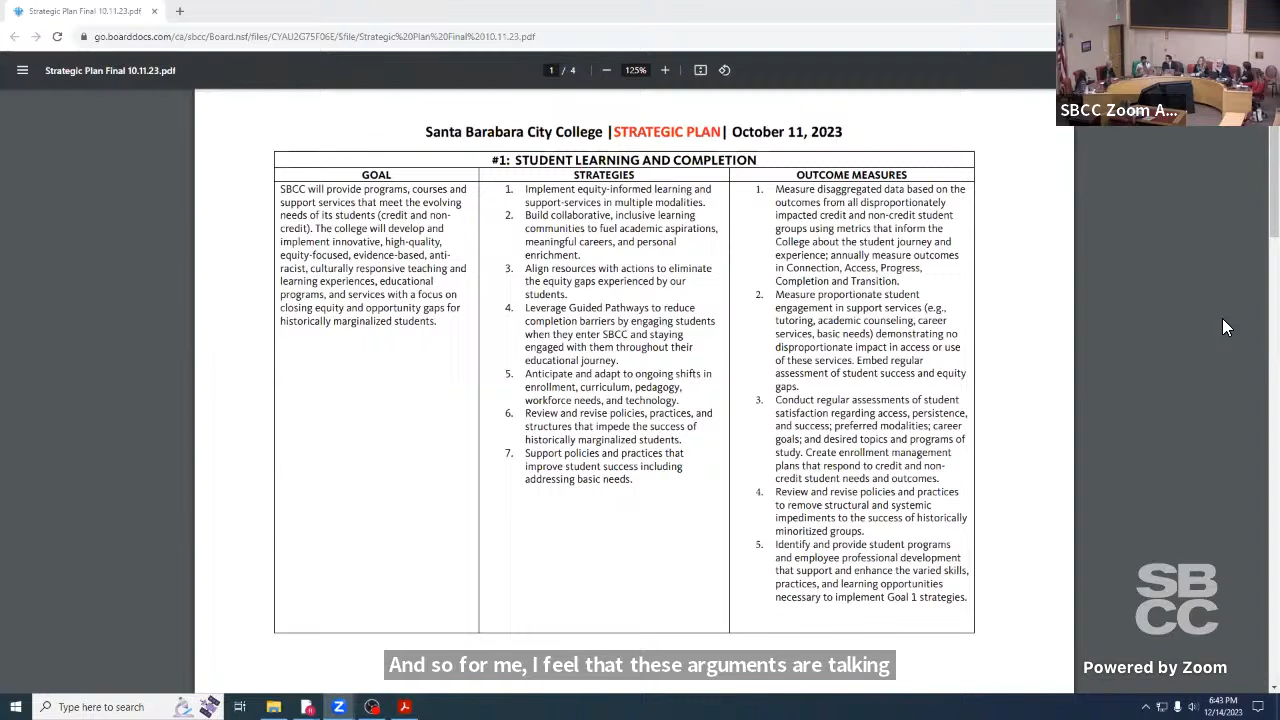 Strategic Plan Final 10.11.23.pdf
go.boarddocs.com/ca/sbcc/Board.nsf/files/CYAU2G75F06E/$file/Strategic%20Plan%20Final%2010.11.23.pdf
Strategic Plan Final 10.11.23.pdf
1 / 4
125%
SBCC Zoom A...
Santa Barabara City College |STRATEGIC PLAN| October 11, 2023
#1: STUDENT LEARNING AND COMPLETION
GOAL
SBCC will provide programs, courses and
support services that meet the evolving
needs of its students (credit and non-
credit). The college will develop and
implement innovative, high-quality,
equity-focused, evidence-based, anti-
racist, culturally responsive teaching and
learning experiences, educational
programs, and services with a focus on
closing equity and opportunity gaps for
historically marginalized students.
STRATEGIES
1. Implement equity-informed learning and
support-services in multiple modalities.
2. Build collaborative, inclusive learning
communities to fuel academic aspirations,
meaningful careers, and personal
enrichment.
3. Align resources with actions to eliminate
the equity gaps experienced by our
students.
4. Leverage Guided Pathways to reduce
completion barriers by engaging students
when they enter SBCC and staying
engaged with them throughout their
educational journey.
5. Anticipate and adapt to ongoing shifts in
enrollment, curriculum, pedagogy,
workforce needs, and technology.
6. Review and revise policies, practices, and
structures that impede the success of
historically marginalized students.
7. Support policies and practices that
improve student success including
addressing basic needs.
OUTCOME MEASURES
1. Measure disaggregated data based on the
outcomes from all disproportionately
impacted credit and non-credit student
groups using metrics that inform the
College about the student journey and
experience; annually measure outcomes
in Connection, Access, Progress,
Completion and Transition.
2. Measure proportionate student
engagement in support services (e.g.,
tutoring, academic counseling, career
services, basic needs) demonstrating no
disproportionate impact in access or use
of these services. Embed regular
assessment of student success and equity
gaps.
3. Conduct regular assessments of student
satisfaction regarding access, persistence,
and success; preferred modalities; career
goals; and desired topics and programs of
study. Create enrollment management
plans that respond to credit and non-
credit student needs and outcomes.
4. Review and revise policies and practices
to remove structural and systemic
impediments to the success of historically
minoritized groups.
5. Identify and provide student programs
and employee professional development
that support and enhance the varied skills,
practices, and learning opportunities
necessary to implement Goal 1 strategies.
SB
CC
Powered by Zoom
And so for me, I feel that these arguments are talking
Type here to search
6:43 PM
12/14/2023